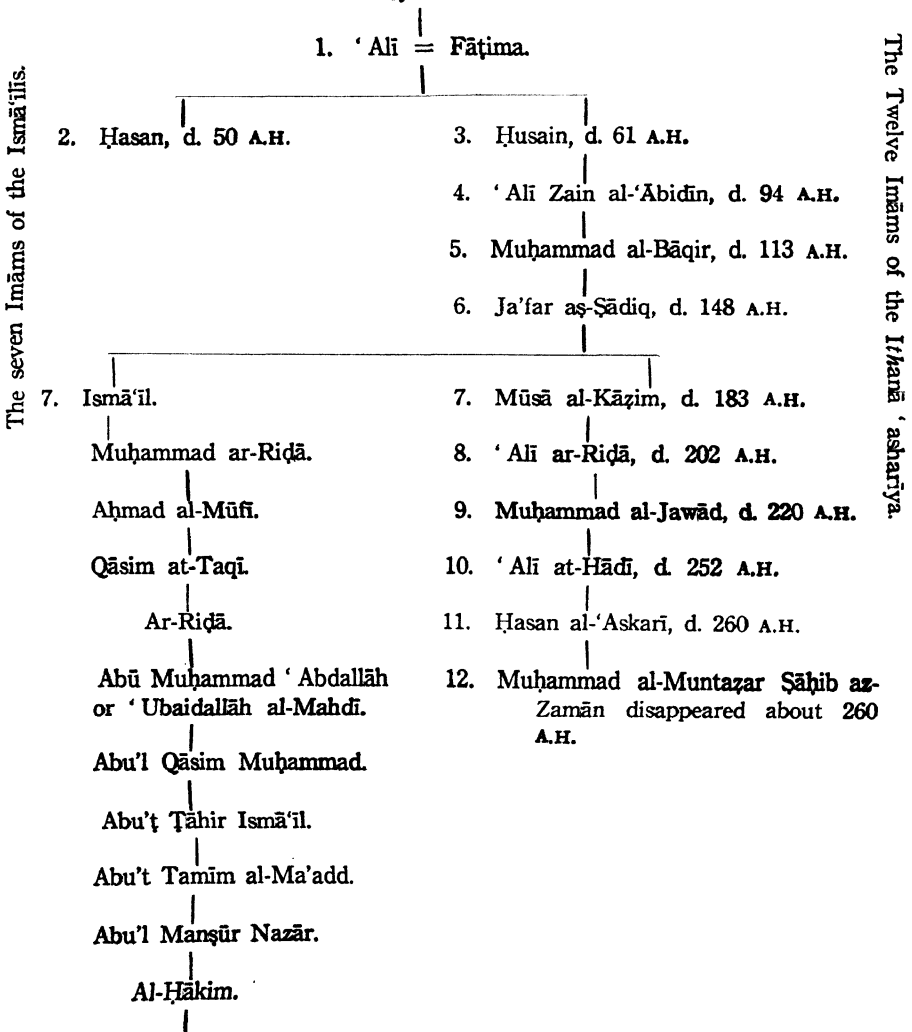 1. ‘Alī = Fāṭima.
2. Ḥasan, d. 50 A.H.
3. Ḥusain, d. 61 A.H.
4. ‘Alī Zain al-‘Ābidīn, d. 94 A.H.
5. Muḥammad al-Bāqir, d. 113 A.H.
6. Ja‘far aṣ-Ṣādiq, d. 148 A.H.
The seven Imāms of the Ismā‘īlīs.
7. Ismā‘īl.
Muḥammad ar-Riḍā.
Aḥmad al-Mūfī.
Qāsim at-Taqī.
Ar-Riḍā.
Abū Muḥammad ‘Abdallāh
or ‘Ubaidallāh al-Mahdī.
Abu’l Qāsim Muḥammad.
Abu’ṭ Ṭāhir Ismā‘īl.
Abu’t Tamīm al-Ma’add.
Abu’l Manṣūr Nazār.
Al-Ḥākim.
7. Mūsā al-Kāẓim, d. 183 A.H.
8. ‘Alī ar-Riḍā, d. 202 A.H.
9. Muḥammad al-Jawād, d. 220 A.H.
10. ‘Alī at-Hādī, d. 252 A.H.
11. Ḥasan al-‘Askarī, d. 260 A.H.
12. Muḥammad al-Muntaẓar Ṣāḥib az-
Zamān disappeared about 260
A.H.
The Twelve Imāms of the Ithanā ‘asharīya.